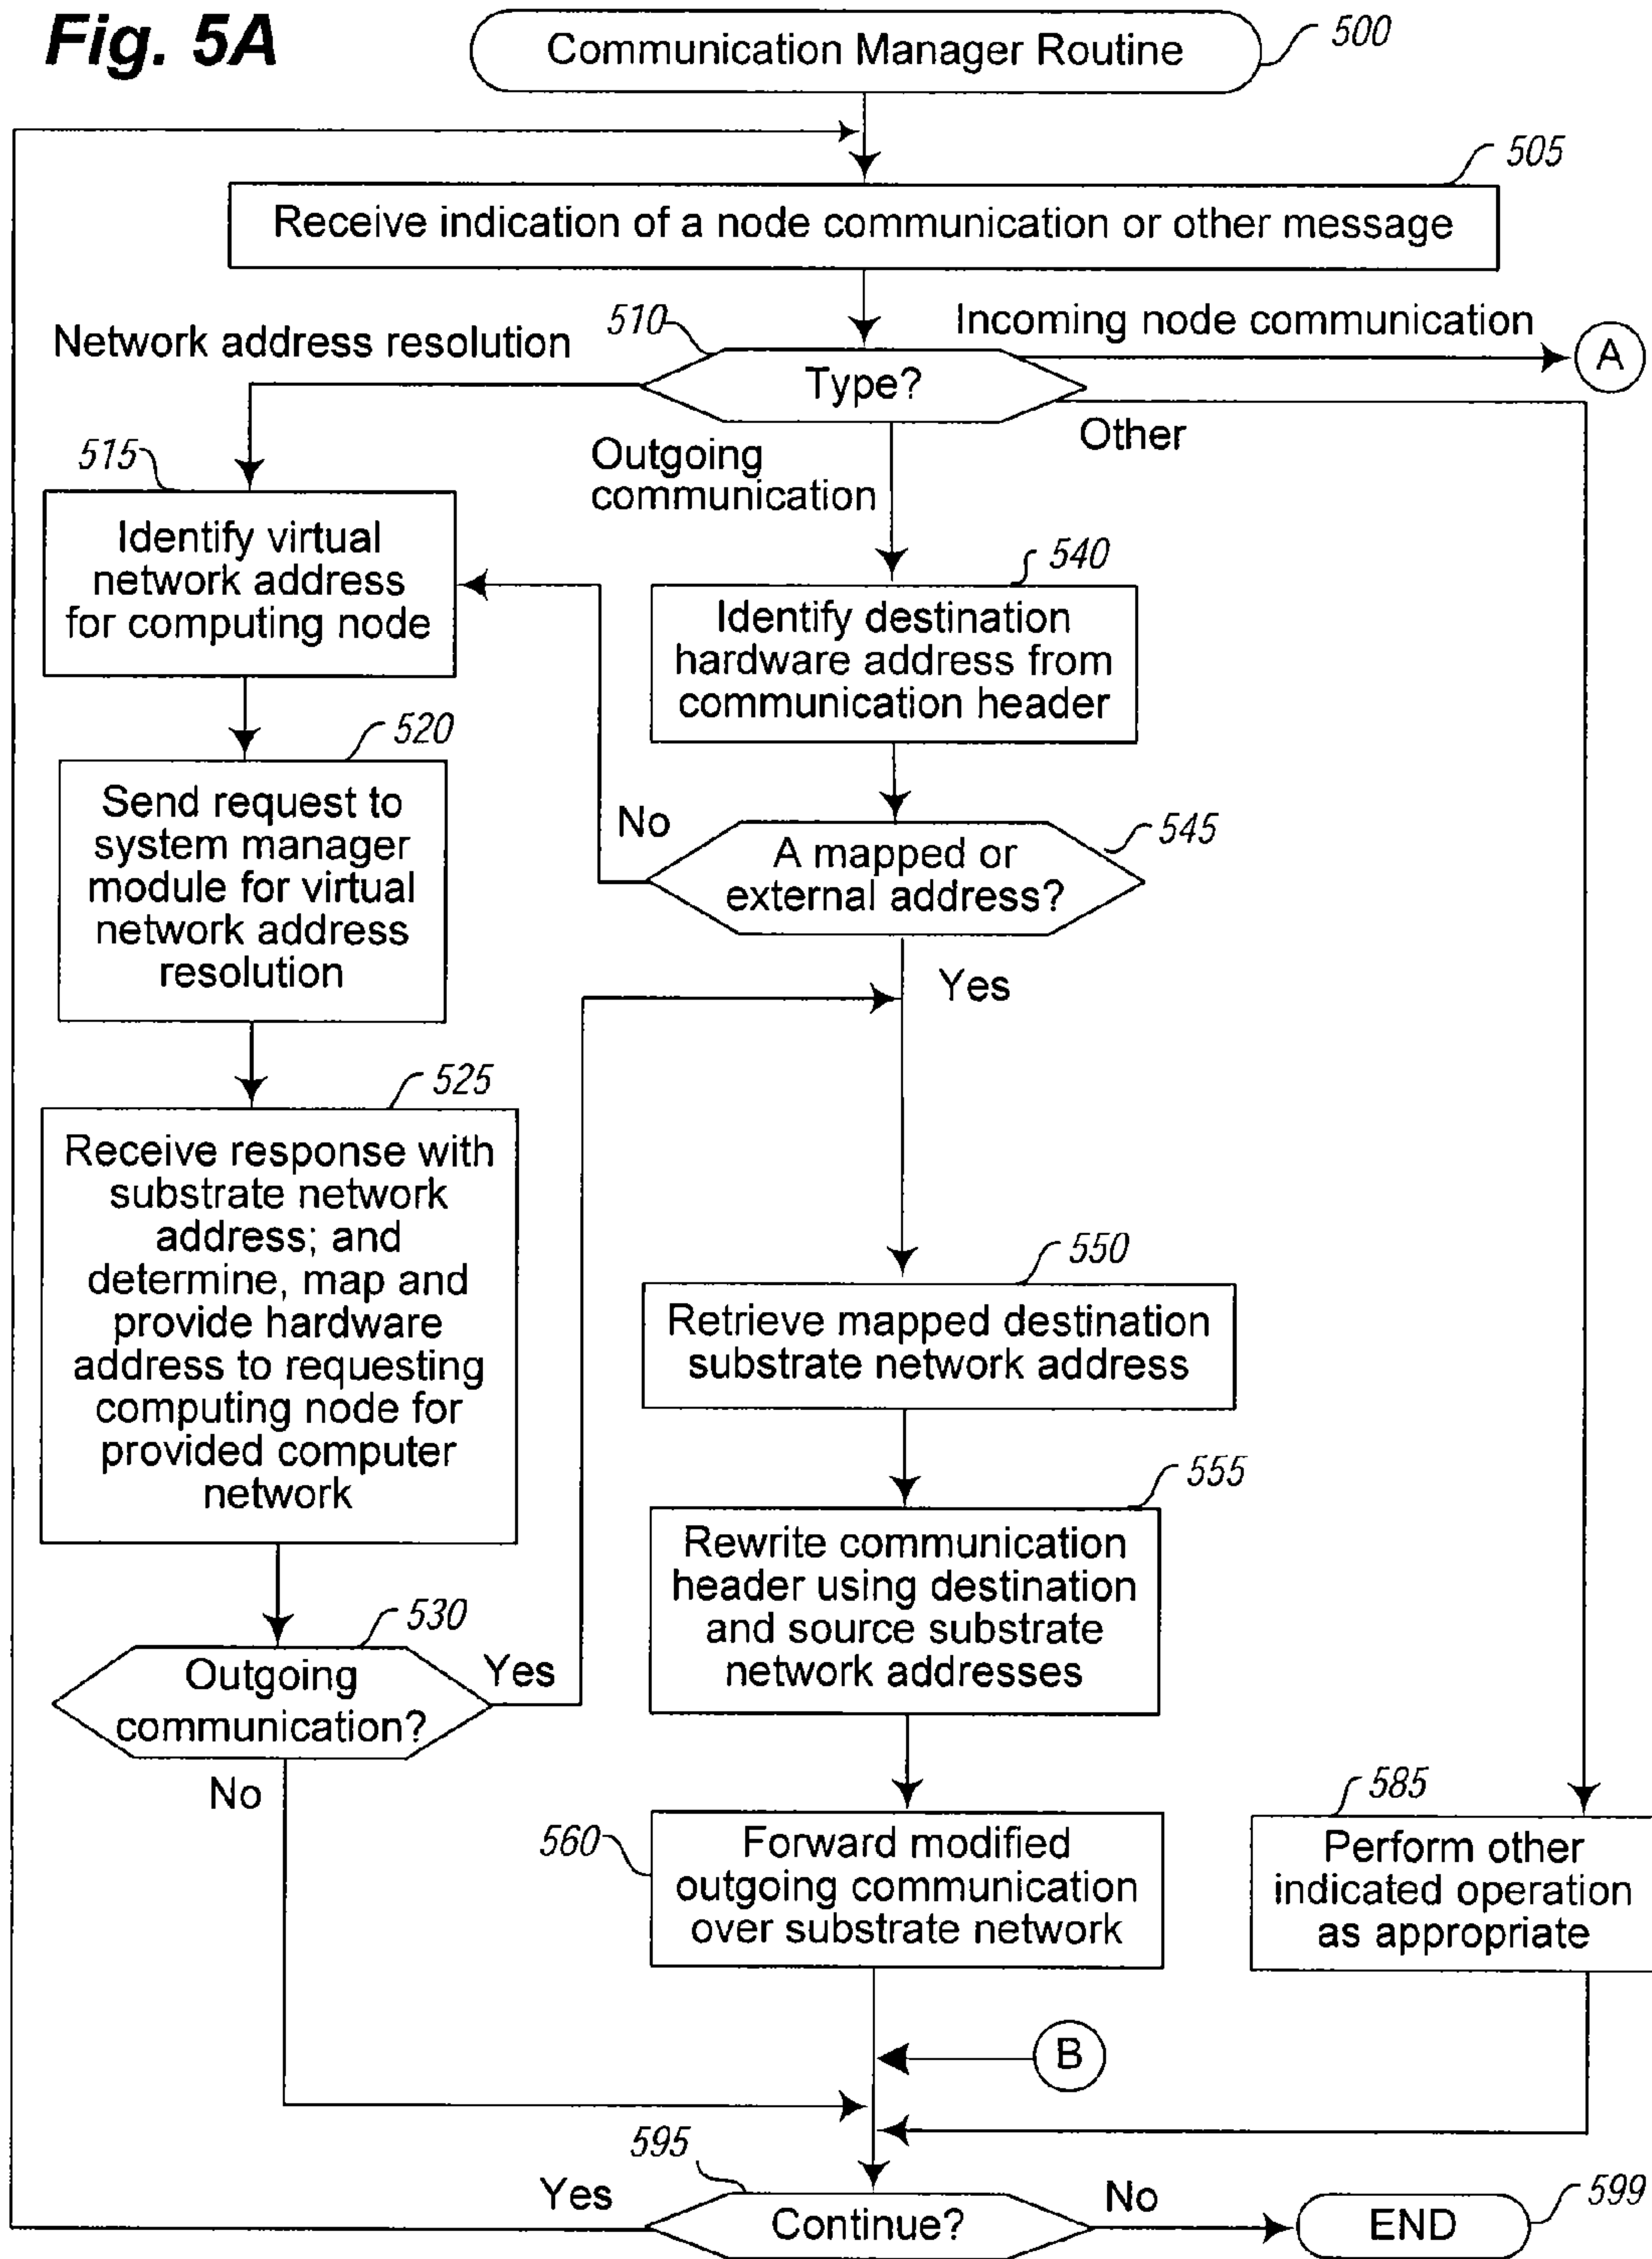 Fig. 5A
Communication Manager Routine
500
505
Receive indication of a node communication or other message
Network address resolution
510
Incoming node communication
A
Type?
Other
515
Outgoing
communication
Identify virtual
network address
for computing node
540
Identify destination
hardware address from
communication header
520
Send request to
system manager
module for virtual
network address
resolution
No
545
A mapped or
external address?
Yes
525
Receive response with
substrate network
address; and
determine, map and
provide hardware
address to requesting
computing node for
provided computer
network
550
Retrieve mapped destination
substrate network address
555
Rewrite communication
header using destination
and source substrate
network addresses
530
Outgoing
communication?
Yes
No
560
Forward modified
outgoing communication
over substrate network
585
Perform other
indicated operation
as appropriate
B
595
Yes
Continue?
No
END
599